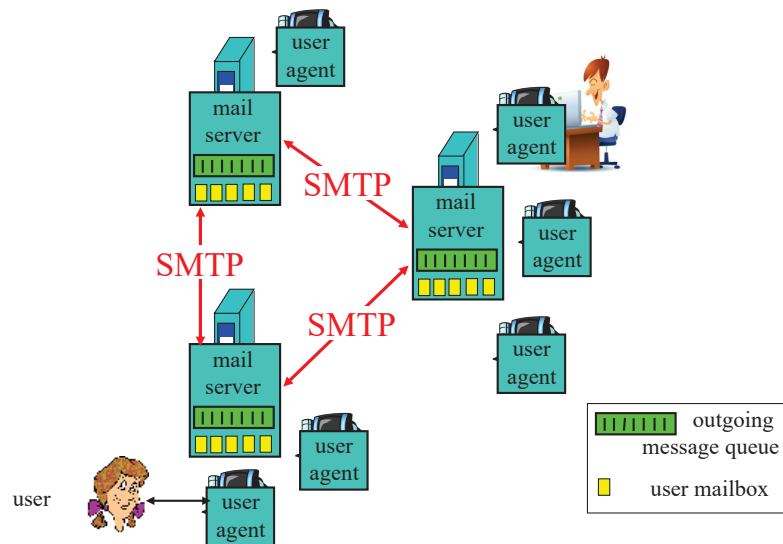 user
agent
mail
server
user
agent
SMTP
mail
server
user
agent
SMTP
SMTP
mail
server
user
agent
outgoing
message queue
user
agent
user mailbox
user
user
agent